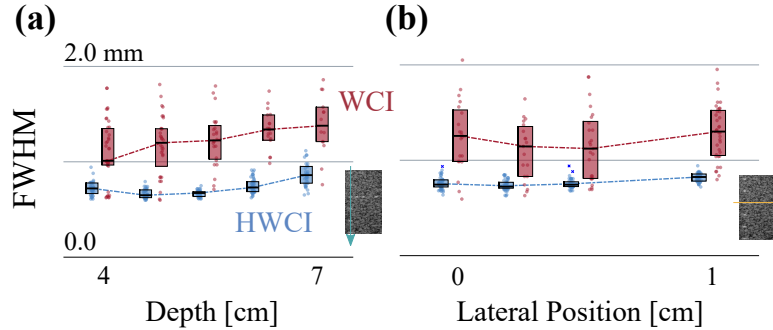 (a)
(b)
2.0 mm
WCI
FWHM
HWCI
0.0
4
7
0
1
Depth [cm]
Lateral Position [cm]